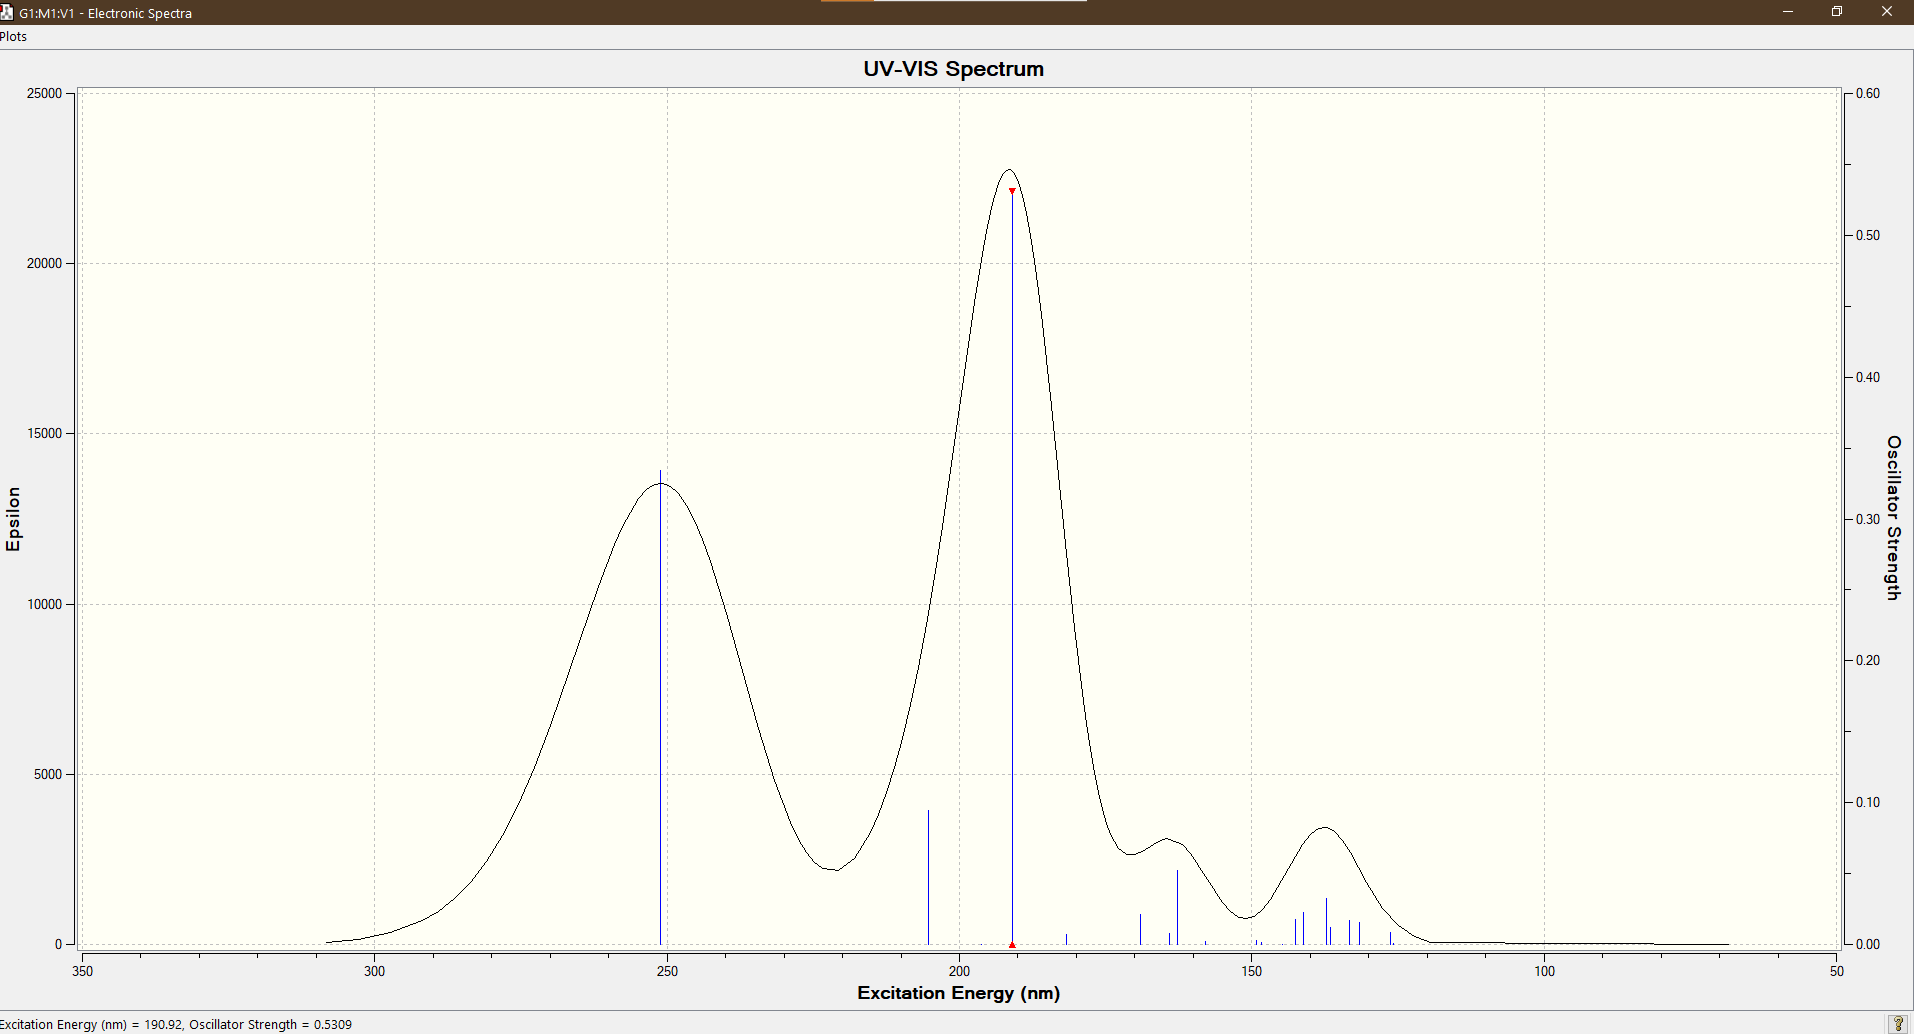 G1:M1:V1 - Electronic Spectra
Plots
UV-VIS Spectrum
25000
20000
15000
10000
5000
0
Epsilon
0.60
0.50
0.40
0.30
0.20
0.10
0.00
Oscillator Strength
350 300 250 200 150 100 50
Excitation Energy (nm)
Excitation Energy (nm) = 190.92, Oscillator Strength = 0.5309
?